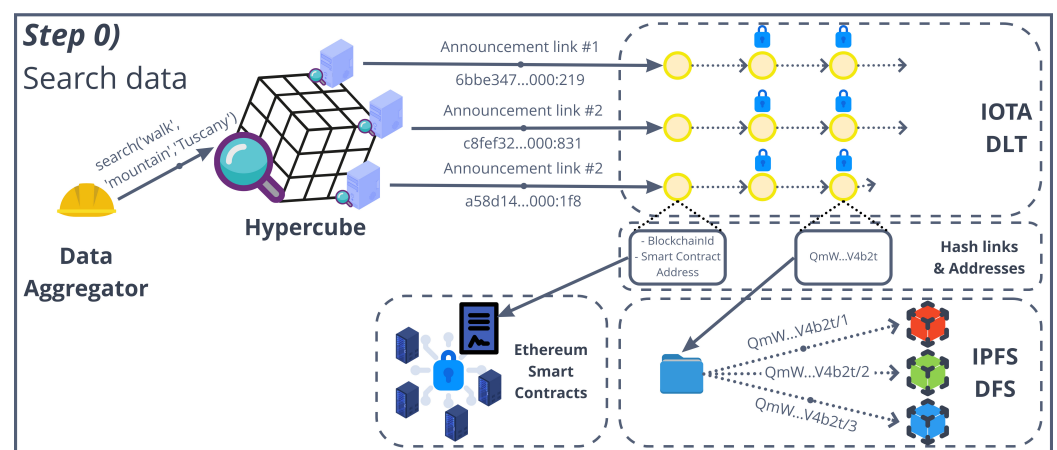 Step 0)
Search data
search('walk',
'mountain','Tuscany')
Data
Aggregator
Hypercube
Announcement link #1
6bbe347...000:219
Announcement link #2
c8fef32...000:831
Announcement link #2
a58d14...000:1f8
IOTA
DLT
- BlockchainId
- Smart Contract
Address
QmW...V4b2t
Hash links
& Addresses
Ethereum
Smart
Contracts
QmW...V4b2t/1
QmW...V4b2t/2
QmW...V4b2t/3
IPFS
DFS